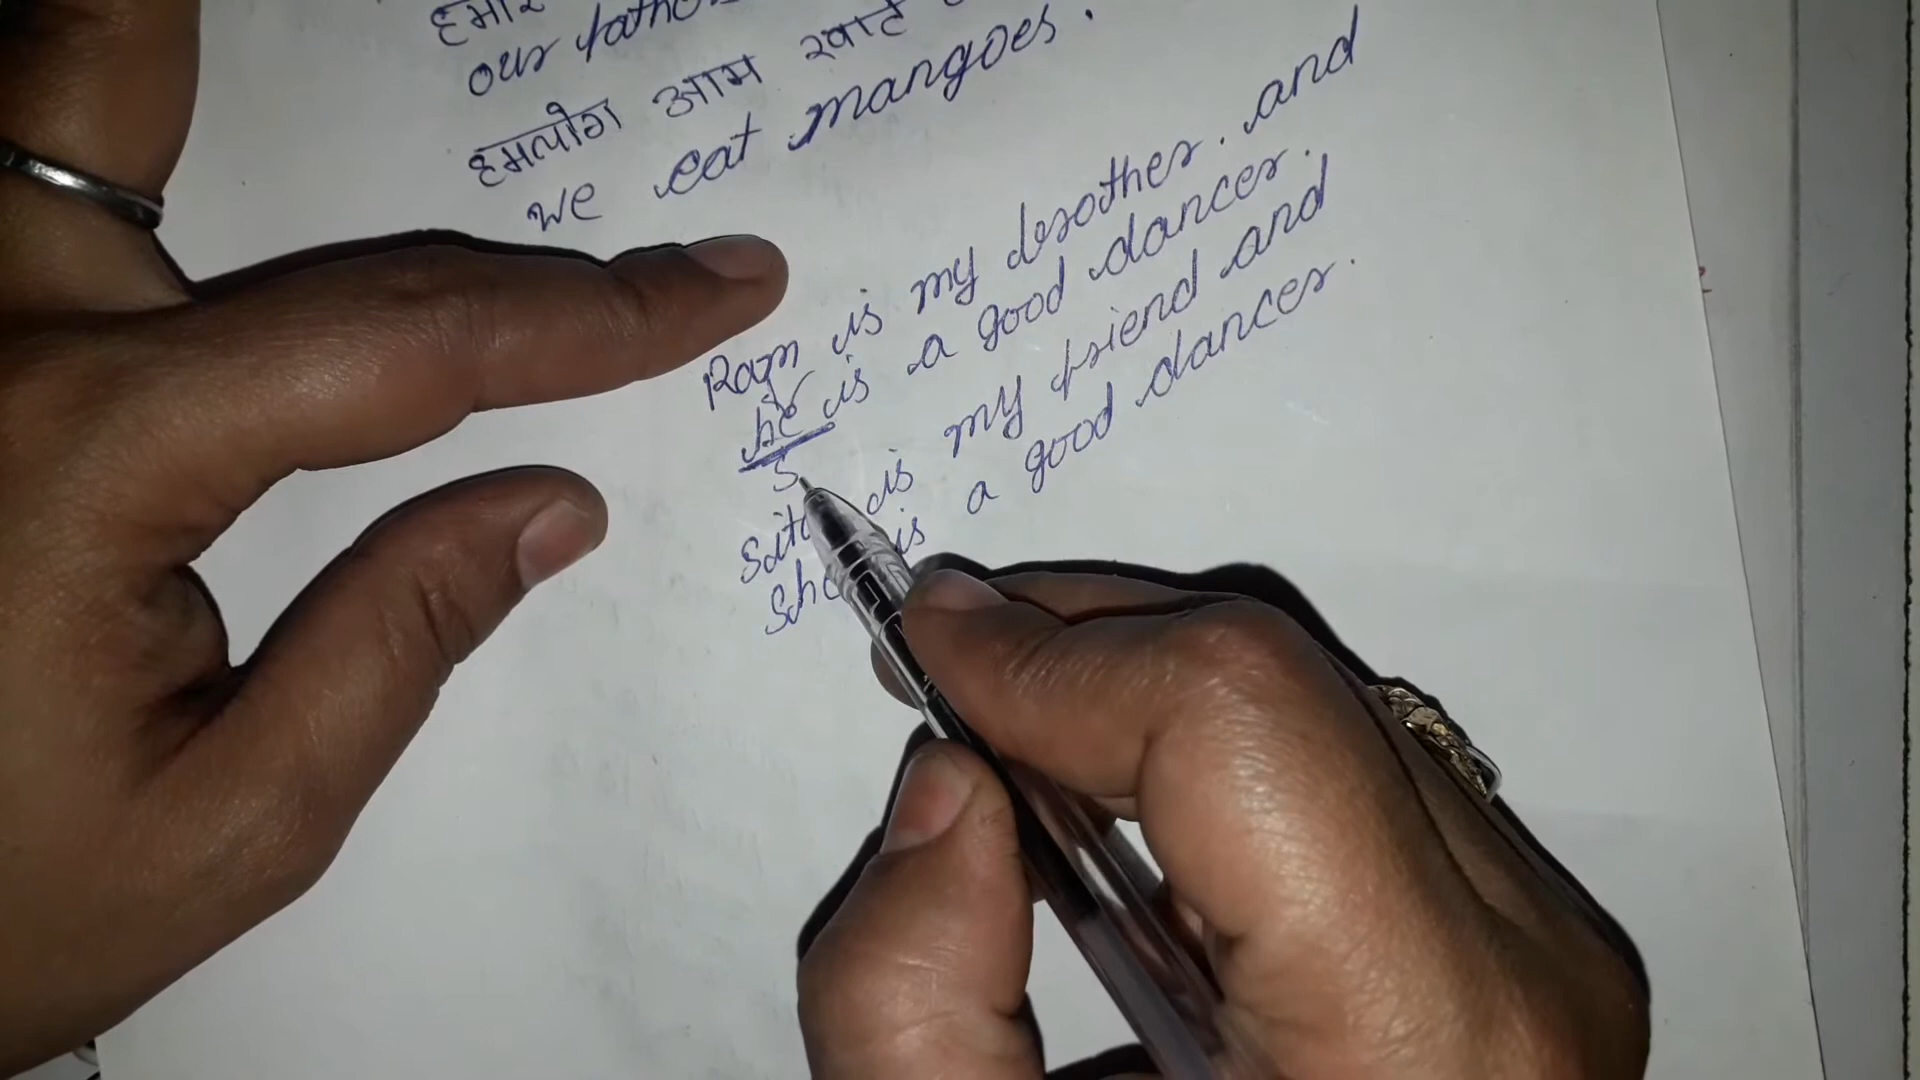 हमारे
our father
हमलोग आम खाते
we eat mangoes.
Ram is my brother. and
he is a good dancer.
S
Sita is my friend and
She is a good dancer.